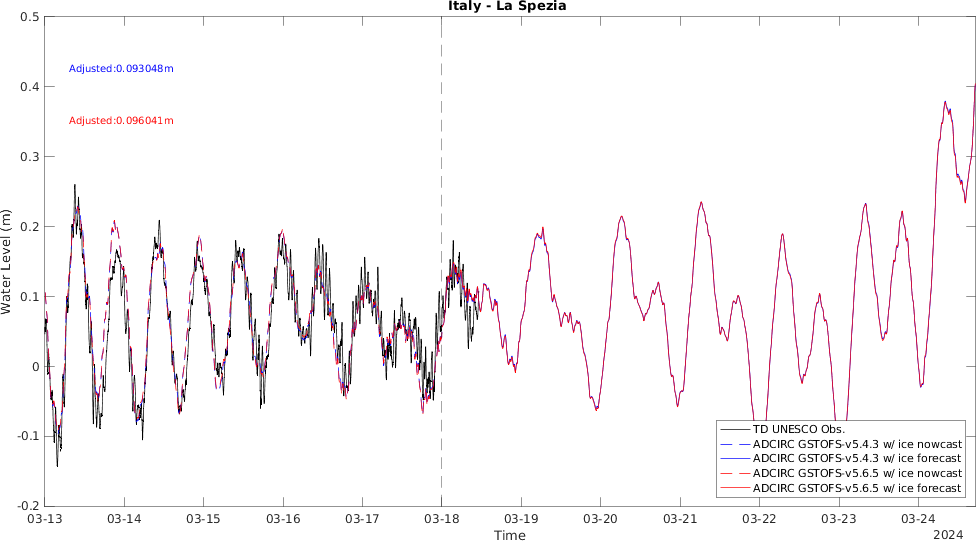 Italy - La Spezia
0.5
0.4
0.3
0.2
0.1
0
-0.1
-0.2
Water Level (m)
Adjusted:0.093048m
Adjusted:0.096041m
TD UNESCO Obs.
ADCIRC GSTOFS-v5.4.3 w/ ice nowcast
ADCIRC GSTOFS-v5.4.3 w/ ice forecast
ADCIRC GSTOFS-v5.6.5 w/ ice nowcast
ADCIRC GSTOFS-v5.6.5 w/ ice forecast
03-13 03-14 03-15 03-16 03-17 03-18 03-19 03-20 03-21 03-22 03-23 03-24
Time
2024